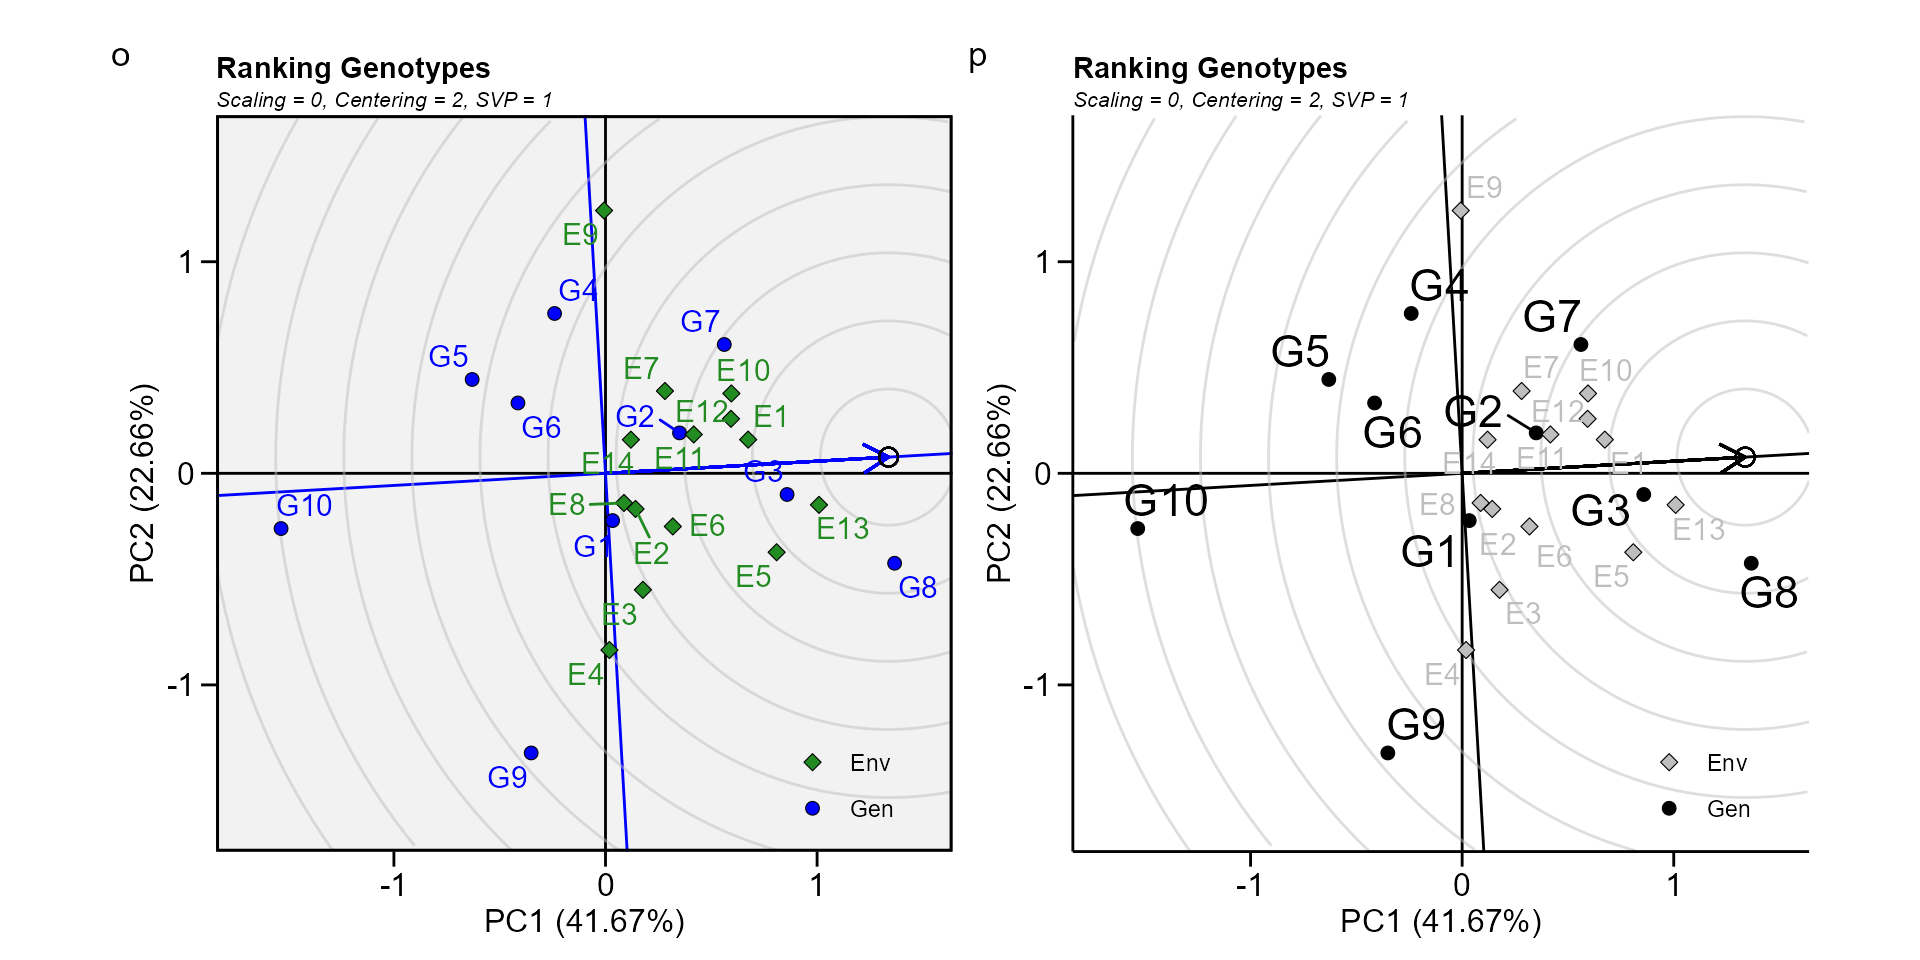 o
Ranking Genotypes
Scaling = 0, Centering = 2, SVP = 1
E9
G4
G7
G5
E7
E10
G2
E12
E1
G6
E14
E11
G3
G10
E8
E6
E13
G1
E2
E5
G8
E3
E4
G9
Env
Gen
1
0
-1
-1
0
1
PC1 (41.67%)
PC2 (22.66%)
p
Ranking Genotypes
Scaling = 0, Centering = 2, SVP = 1
E9
G4
G7
G5
E7
E10
G2
E12
G6
E14
E11
E1
G10
E8
G3
E13
G1
E2
E6
E5
G8
E3
E4
G9
Env
Gen
1
0
-1
-1
0
1
PC1 (41.67%)
PC2 (22.66%)